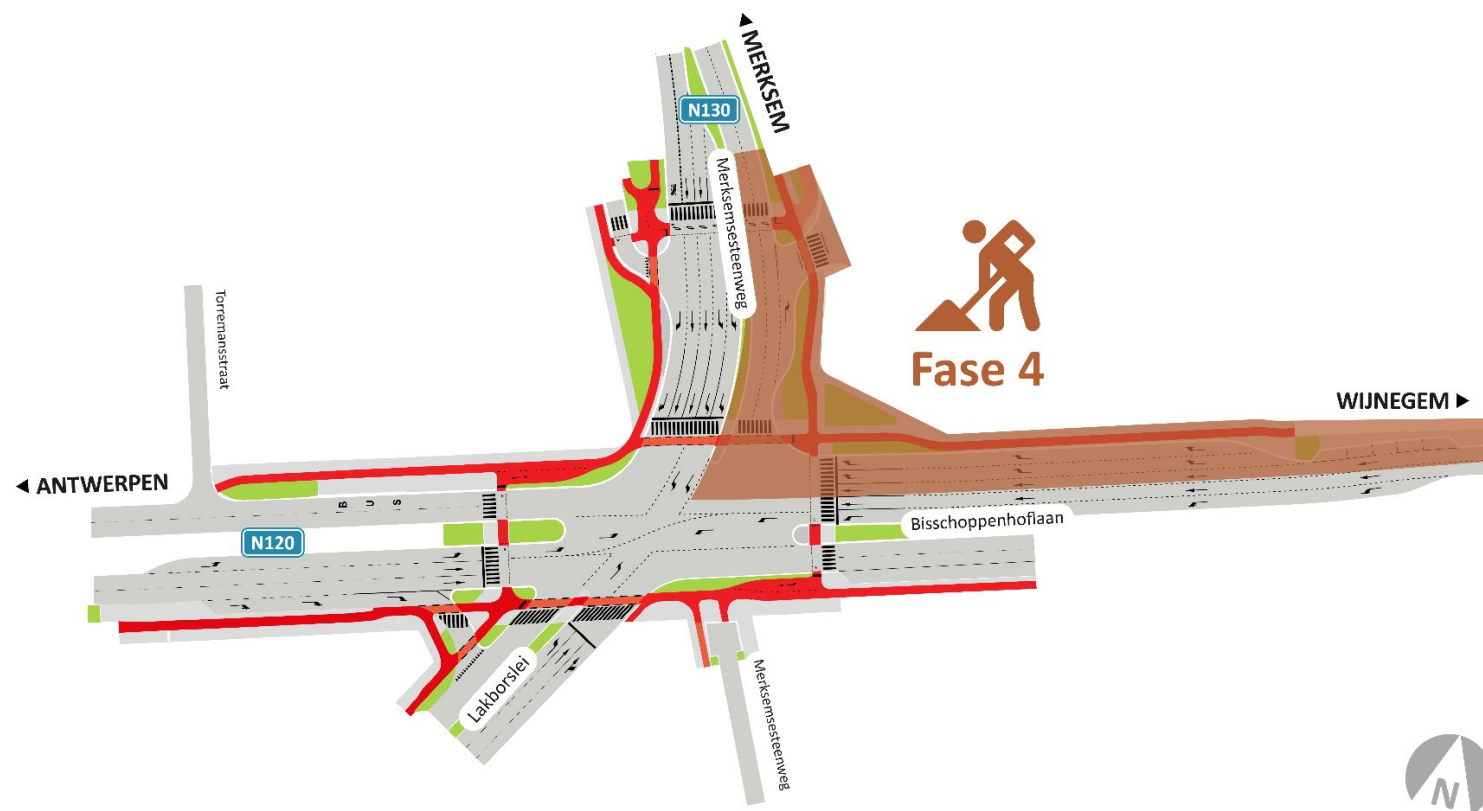 MERKSEM
N130
Merksemsesteenweg
Torremansstraat
Fase 4
WIJNEGEM
ANTWERPEN
BUS
Bisschoppenhoflaan
N120
Lakborslei
Merksemsesteenweg
N